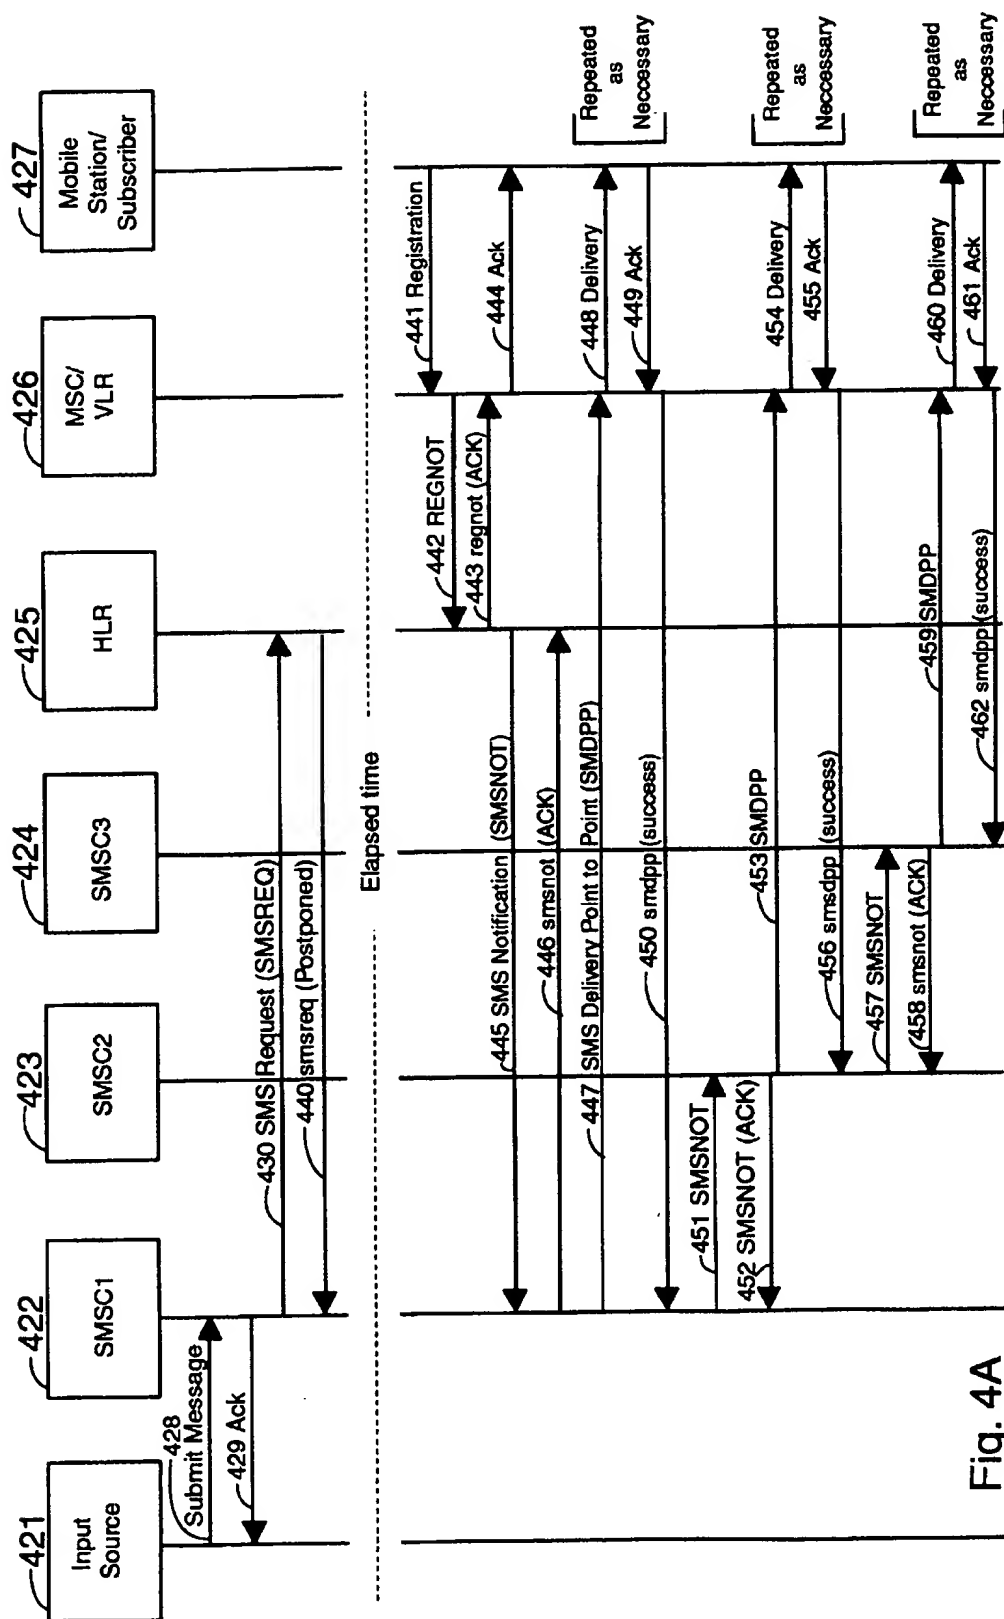 421
Input
Source
422
SMSC1
423
SMSC2
424
SMSC3
425
HLR
426
MSC/
VLR
427
Mobile
Station/
Subscriber
428
Submit Message
429 Ack
430 SMS Request (SMSREQ)
440 smsreq (Postponed)
Elapsed time
441 Registration
442 REGNOT
443 regnot (ACK)
444 Ack
445 SMS Notification (SMSNOT)
446 smsnot (ACK)
447 SMS Delivery Point to Point (SMDPP)
448 Delivery
449 Ack
Repeated
as
Neccessary
450 smdpp (success)
451 SMSNOT
452 SMSNOT (ACK)
453 SMDPP
454 Delivery
455 Ack
Repeated
as
Neccessary
456 smsdpp (success)
457 SMSNOT
458 smsnot (ACK)
459 SMDPP
460 Delivery
461 Ack
Repeated
as
Neccessary
462 smdpp (success)
Fig. 4A